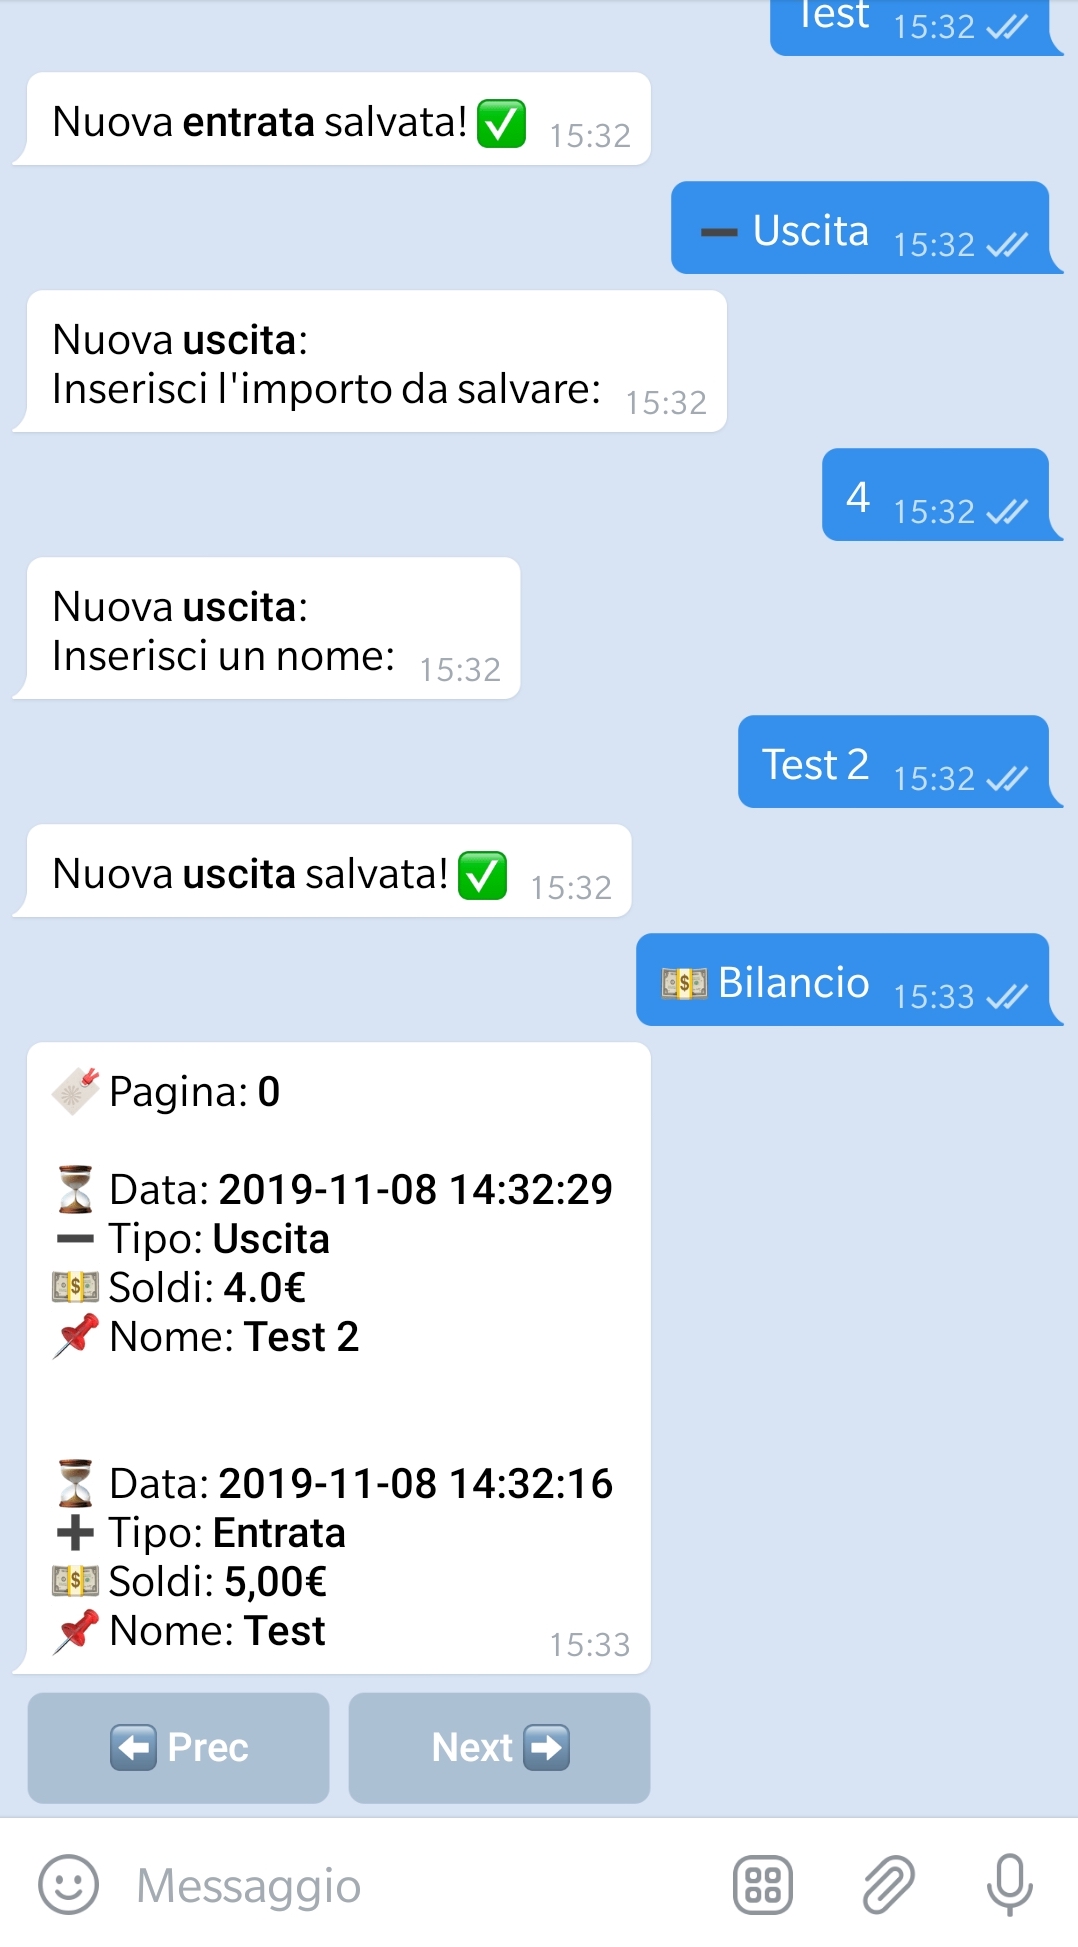 Test 15:32
Nuova entrata salvata! ✅ 15:32
➖ Uscita 15:32
Nuova uscita:
Inserisci l'importo da salvare: 15:32
4 15:32
Nuova uscita:
Inserisci un nome: 15:32
Test 2 15:32
Nuova uscita salvata! ✅ 15:32
💵 Bilancio 15:33
Pagina: 0
⏳ Data: 2019-11-08 14:32:29
➖ Tipo: Uscita
💵 Soldi: 4.0€
📌 Nome: Test 2
⏳ Data: 2019-11-08 14:32:16
➕ Tipo: Entrata
💵 Soldi: 5,00€
📌 Nome: Test 15:33
⬅️ Prec
Next ➡️
Messaggio